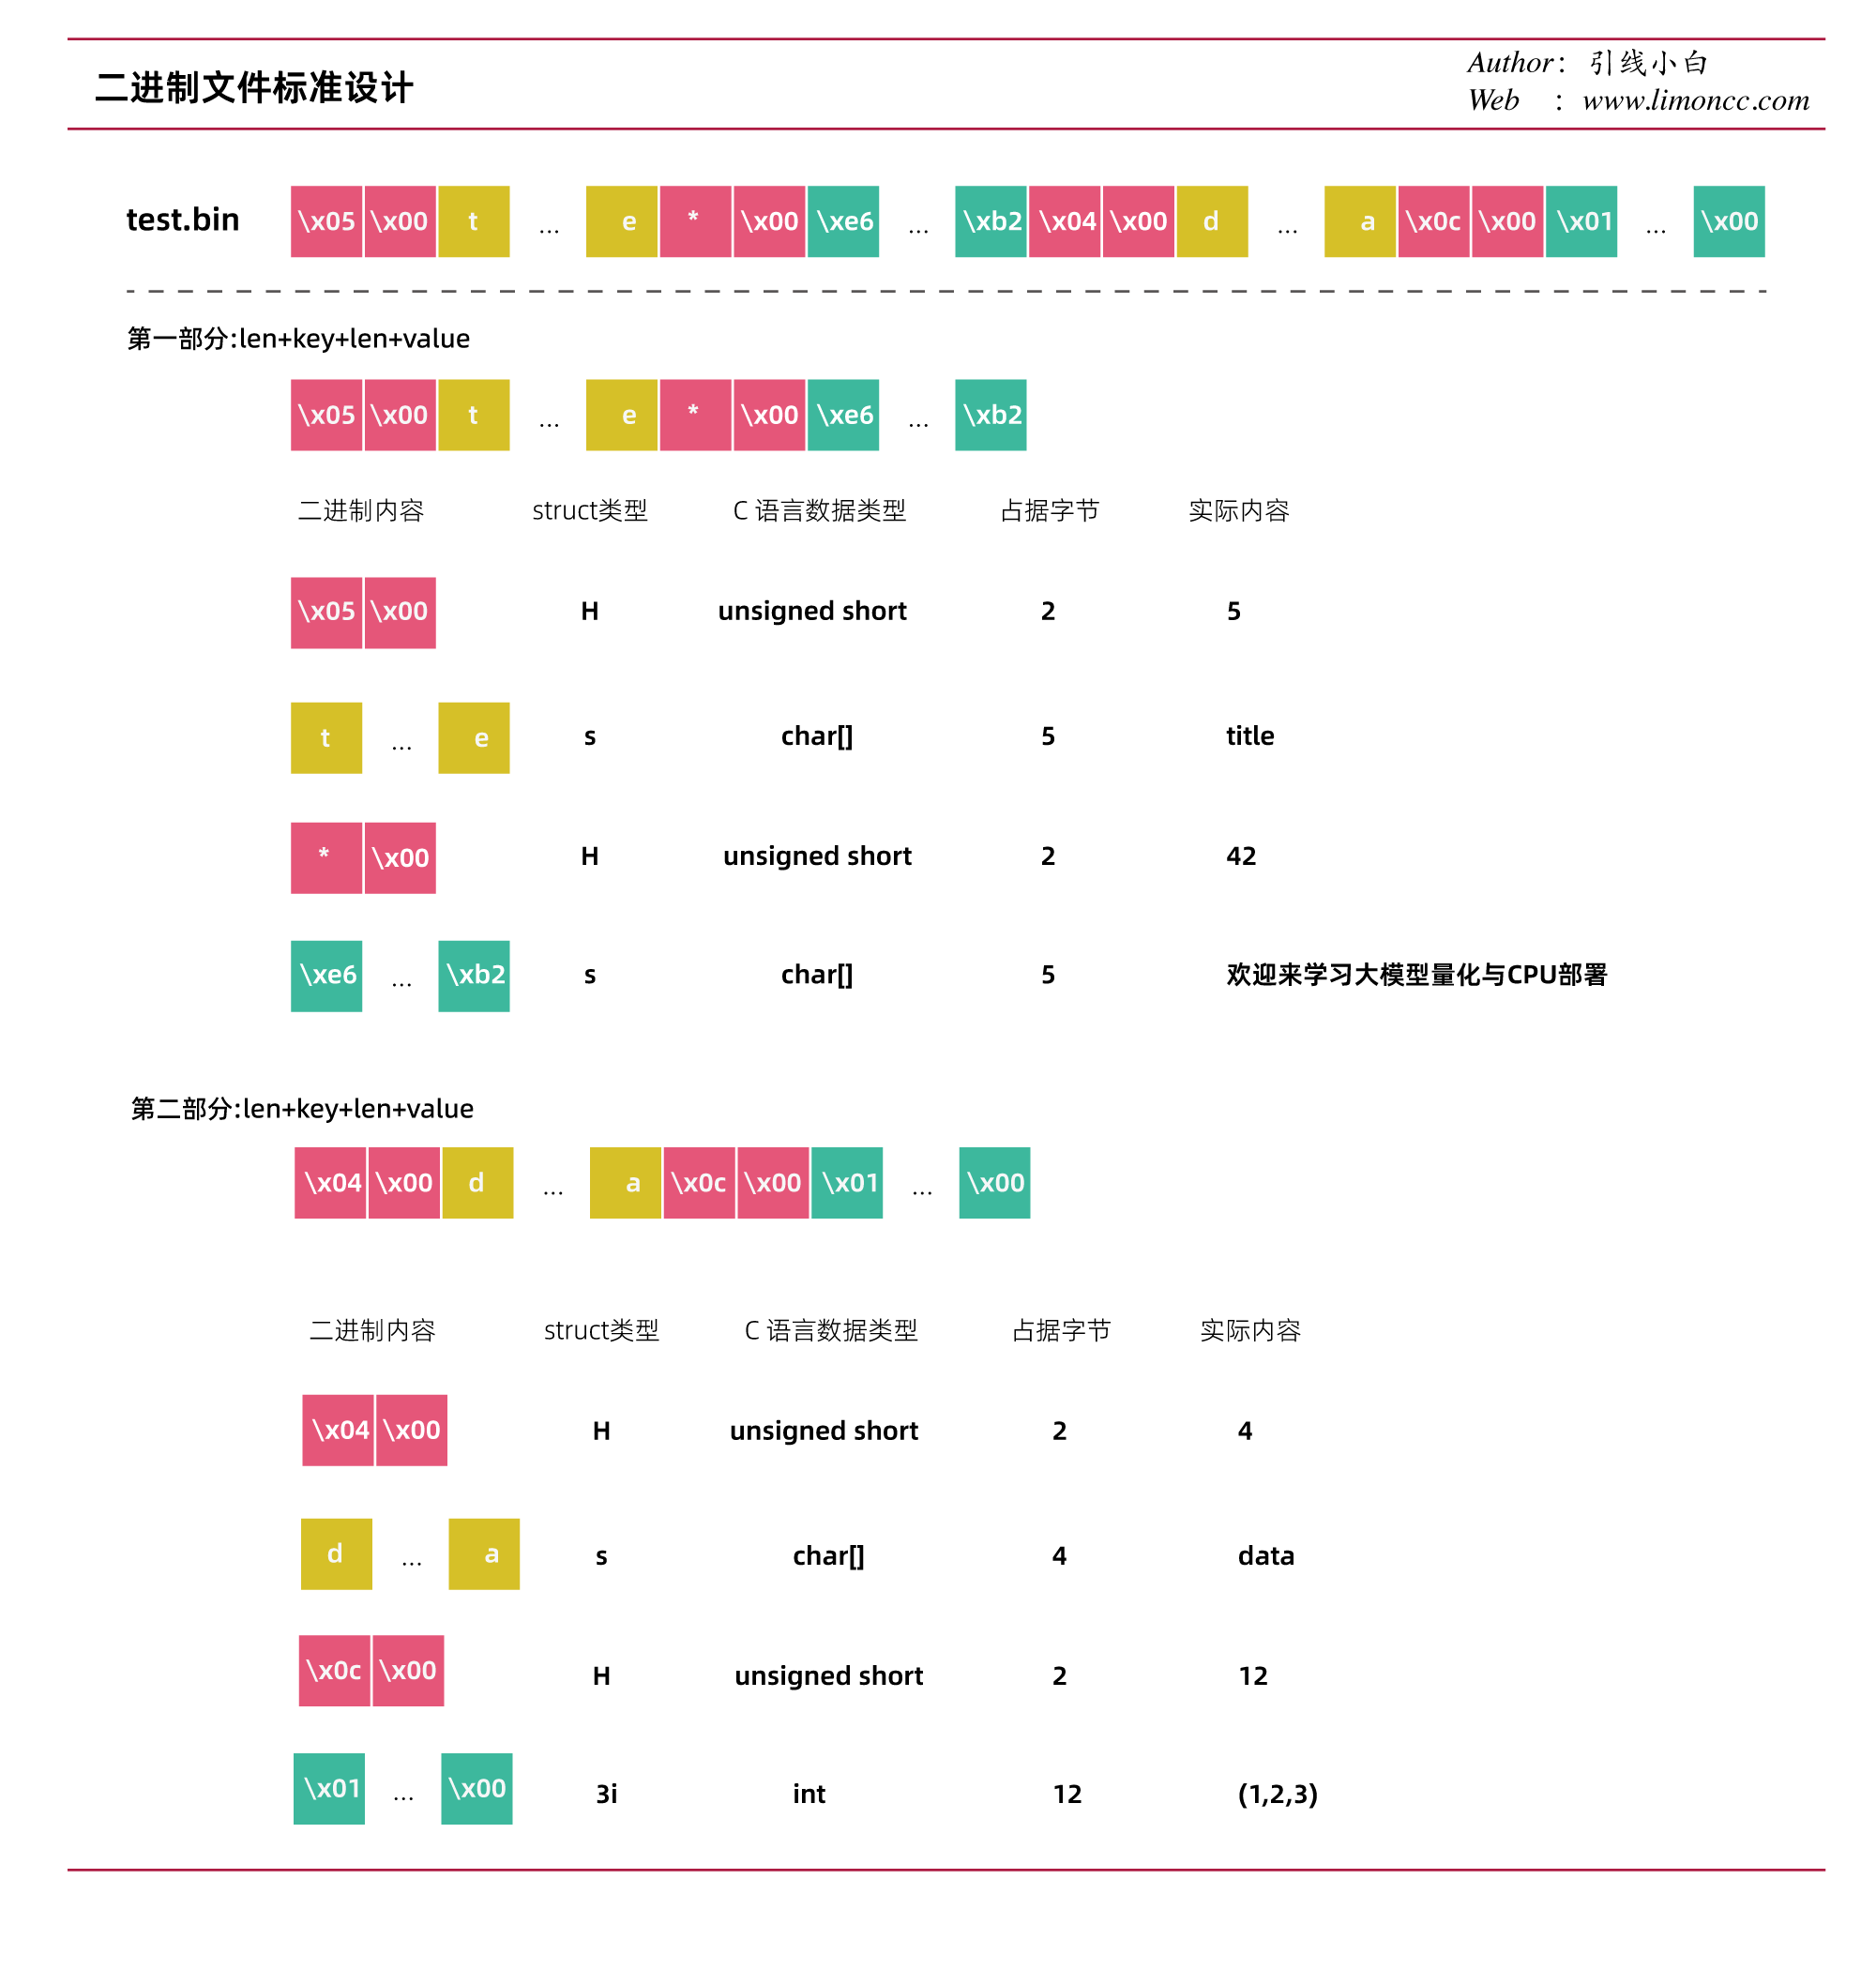 二进制文件标准设计
Author: 引线小白
Web : www.limoncc.com
test.bin \x05 \x00 t ... e * \x00 \xe6 ... \xb2 \x04 \x00 d ... a \x0c \x00 \x01 ... \x00
第一部分:len+key+len+value
\x05 \x00 t ... e * \x00 \xe6 ... \xb2
二进制内容 struct类型 C 语言数据类型 占据字节 实际内容
\x05 \x00 H unsigned short 2 5
t ... e s char[] 5 title
* \x00 H unsigned short 2 42
\xe6 ... \xb2 s char[] 5 欢迎来学习大模型量化与CPU部署
第二部分:len+key+len+value
\x04 \x00 d ... a \x0c \x00 \x01 ... \x00
二进制内容 struct类型 C 语言数据类型 占据字节 实际内容
\x04 \x00 H unsigned short 2 4
d ... a s char[] 4 data
\x0c \x00 H unsigned short 2 12
\x01 ... \x00 3i int 12 (1,2,3)